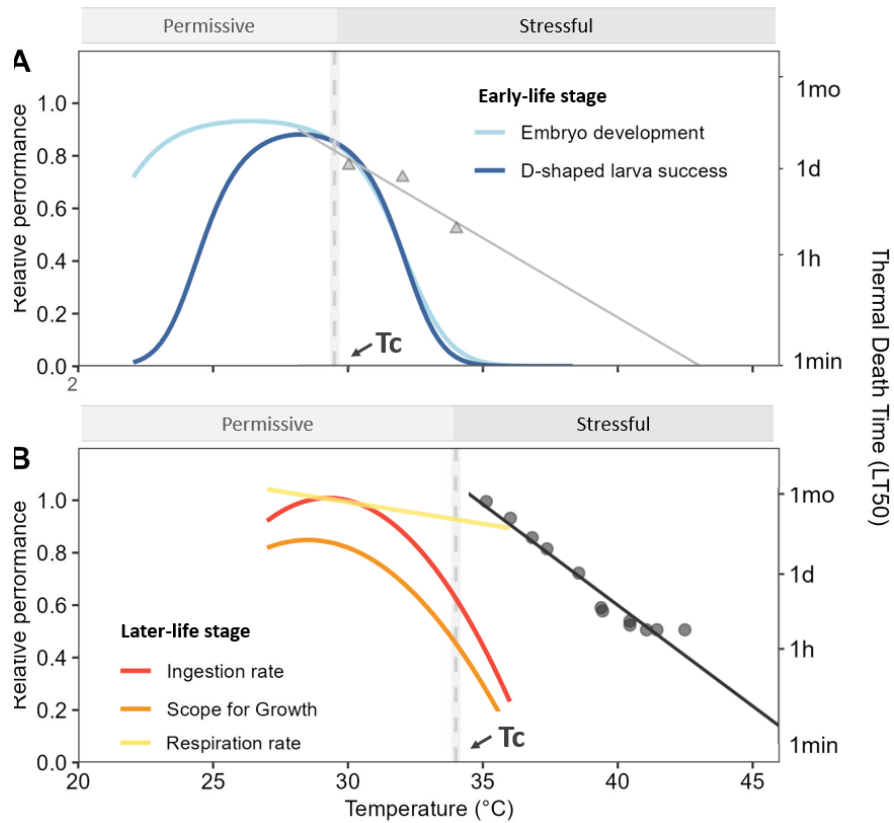 Permissive Stressful
A
Relative performance
1.0
0.8
0.6
0.4
0.2
0.0
2
Early-life stage
Embryo development
D-shaped larva success
Tc
1mo
1d
1h
1min
Thermal Death Time (LT50)
Permissive Stressful
B
Relative performance
1.0
0.8
0.6
0.4
0.2
0.0
Later-life stage
Ingestion rate
Scope for Growth
Respiration rate
Tc
1mo
1d
1h
1min
20 25 30 35 40 45
Temperature (°C)